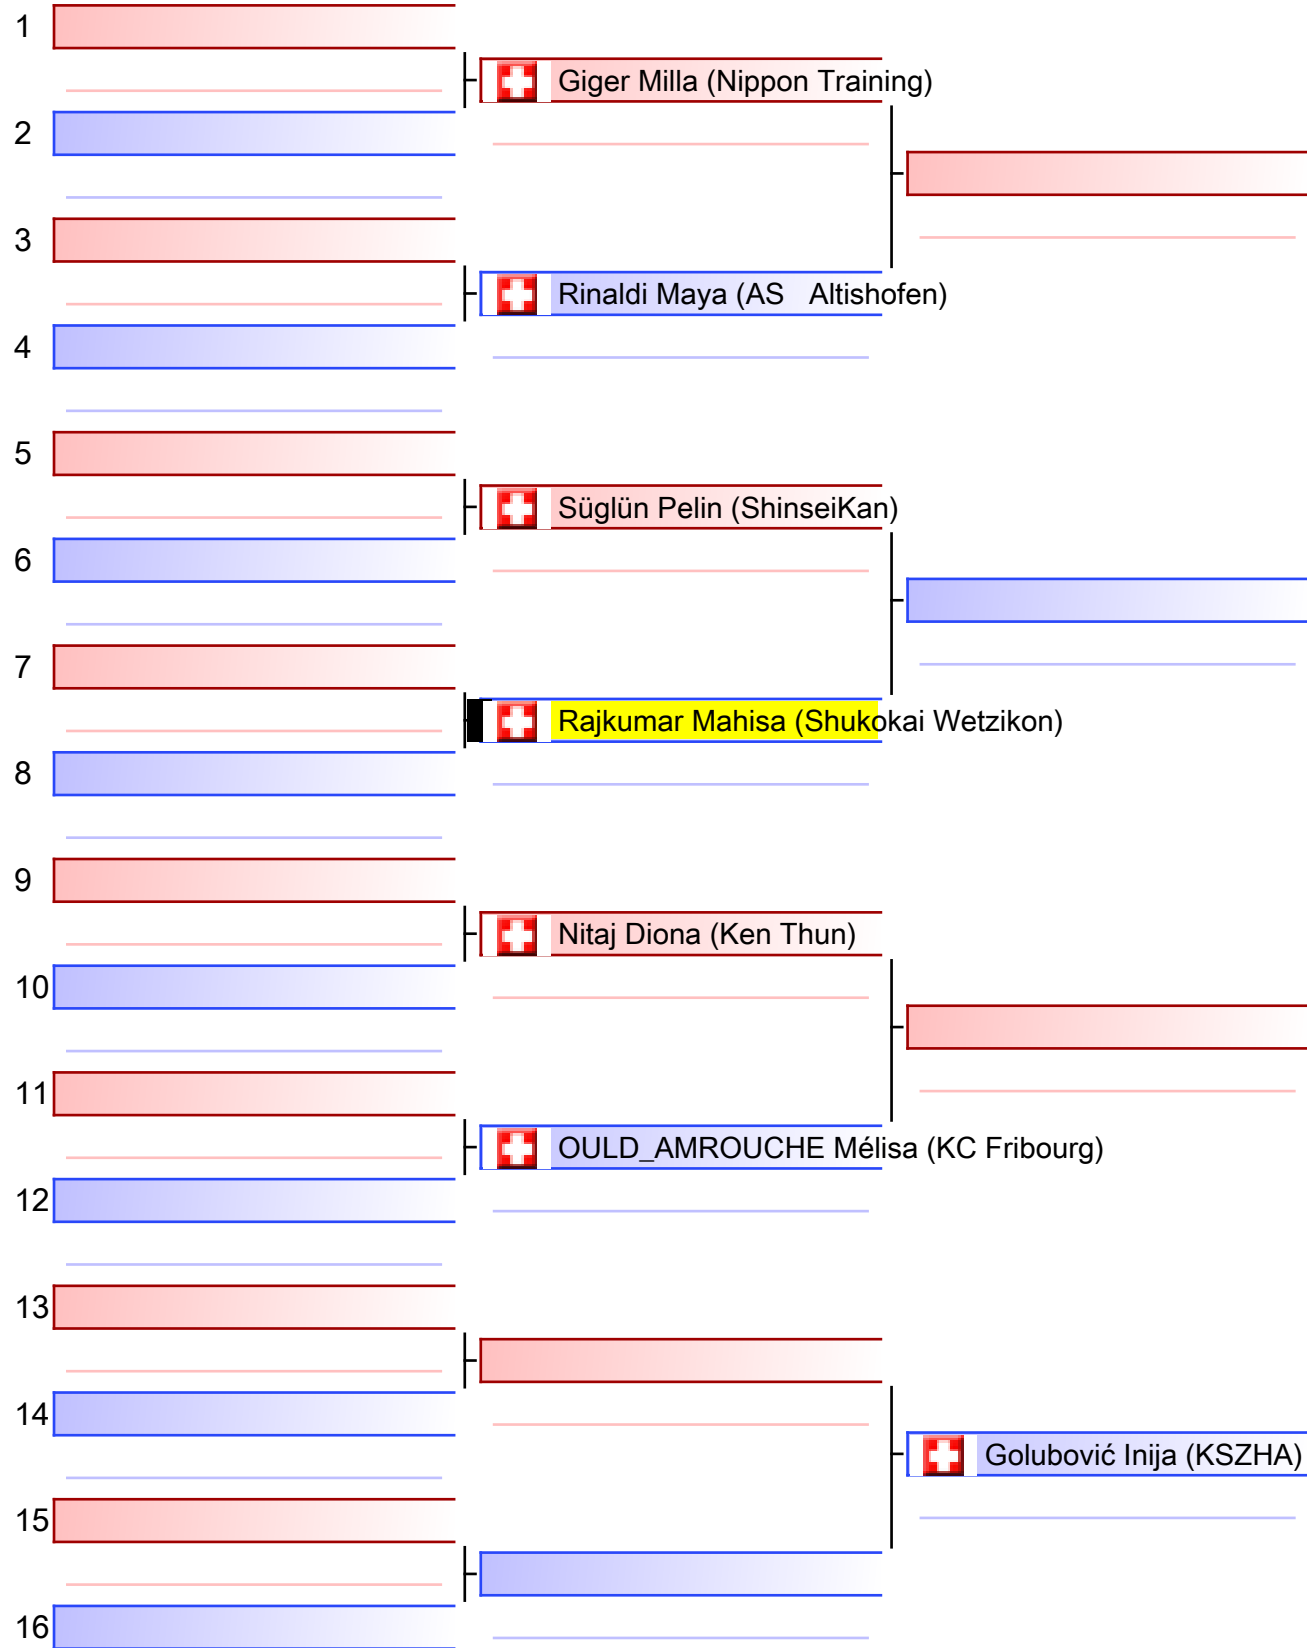 1
Giger Milla (Nippon Training)
2
3
Rinaldi Maya (AS Altishofen)
4
5
Süglün Pelin (ShinseiKan)
6
7
Rajkumar Mahisa (Shukokai Wetzikon)
8
9
Nitaj Diona (Ken Thun)
10
11
OULD_AMROUCHE Mélisa (KC Fribourg)
12
13
14
Golubović Inija (KSZHA)
15
16